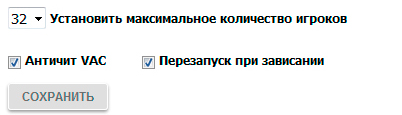 32 Установить максимальное количество игроков
Античит VAC Перезапуск при зависании
СОХРАНИТЬ